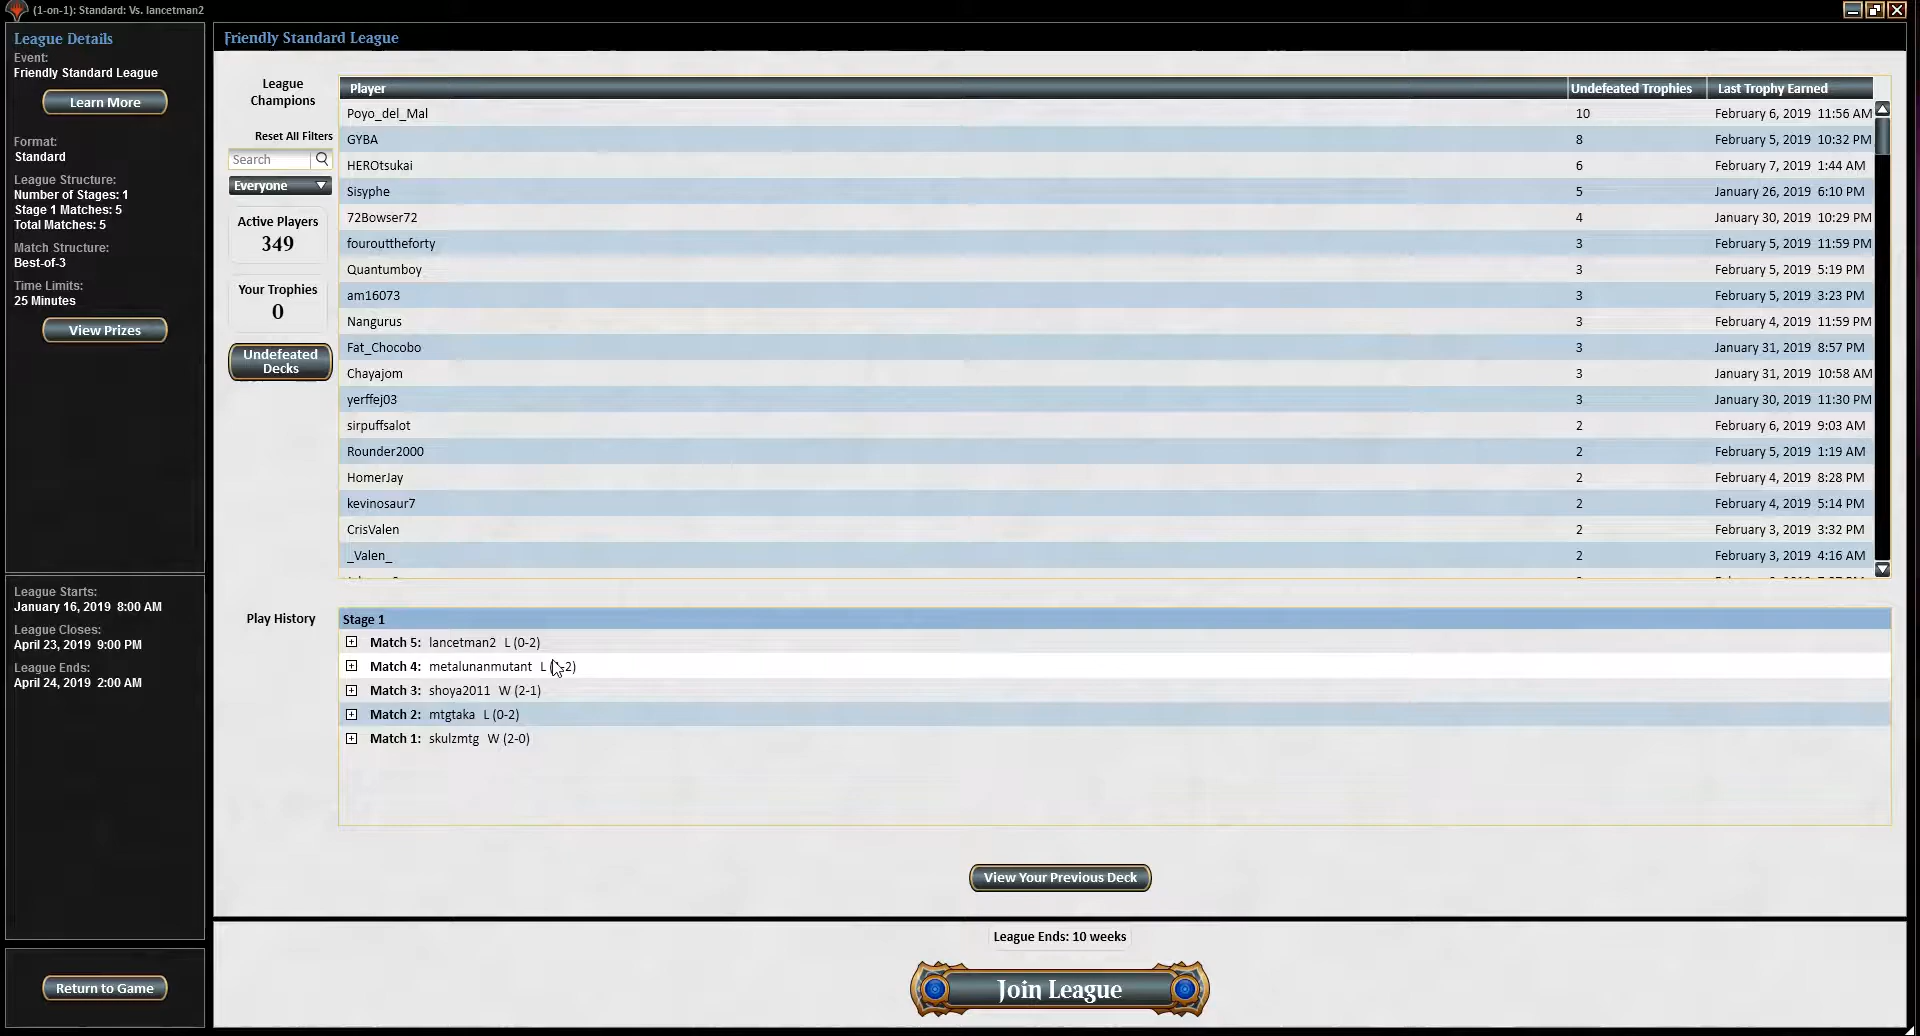 (1-on-1): Standard: Vs. lancetman2
League Details
Event:
Friendly Standard League
Learn More
Format:
Standard
League Structure:
Number of Stages: 1
Stage 1 Matches: 5
Total Matches: 5
Match Structure:
Best-of-3
Time Limits:
25 Minutes
View Prizes
League Starts:
January 16, 2019 8:00 AM
League Closes:
April 23, 2019 9:00 PM
League Ends:
April 24, 2019 2:00 AM
Return to Game
Friendly Standard League
League
Champions
Reset All Filters
Search
Everyone
Active Players
349
Your Trophies
0
Undefeated
Decks
Player Undefeated Trophies Last Trophy Earned
Poyo_del_Mal 10 February 6, 2019 11:56 AM
GYBA 8 February 5, 2019 10:32 PM
HEROtsukai 6 February 7, 2019 1:44 AM
Sisyphe 5 January 26, 2019 6:10 PM
72Bowser72 4 January 30, 2019 10:29 PM
fourouttheforty 3 February 5, 2019 11:59 PM
Quantumboy 3 February 5, 2019 5:19 PM
am16073 3 February 5, 2019 3:23 PM
Nangurus 3 February 4, 2019 11:59 PM
Fat_Chocobo 3 January 31, 2019 8:57 PM
Chayajom 3 January 31, 2019 10:58 AM
yerffej03 3 January 30, 2019 11:30 PM
sirpuffsalot 2 February 6, 2019 9:03 AM
Rounder2000 2 February 5, 2019 1:19 AM
HomerJay 2 February 4, 2019 8:28 PM
kevinosaur7 2 February 4, 2019 5:14 PM
CrisValen 2 February 3, 2019 3:32 PM
_Valen_ 2 February 3, 2019 4:16 AM
Play History
Stage 1
Match 5: lancetman2 L (0-2)
Match 4: metalunanmutant L
Match 3: shoya2011 W (2-1)
Match 2: mtgtaka L (0-2)
Match 1: skulzmtg W (2-0)
View Your Previous Deck
League Ends: 10 weeks
Join League